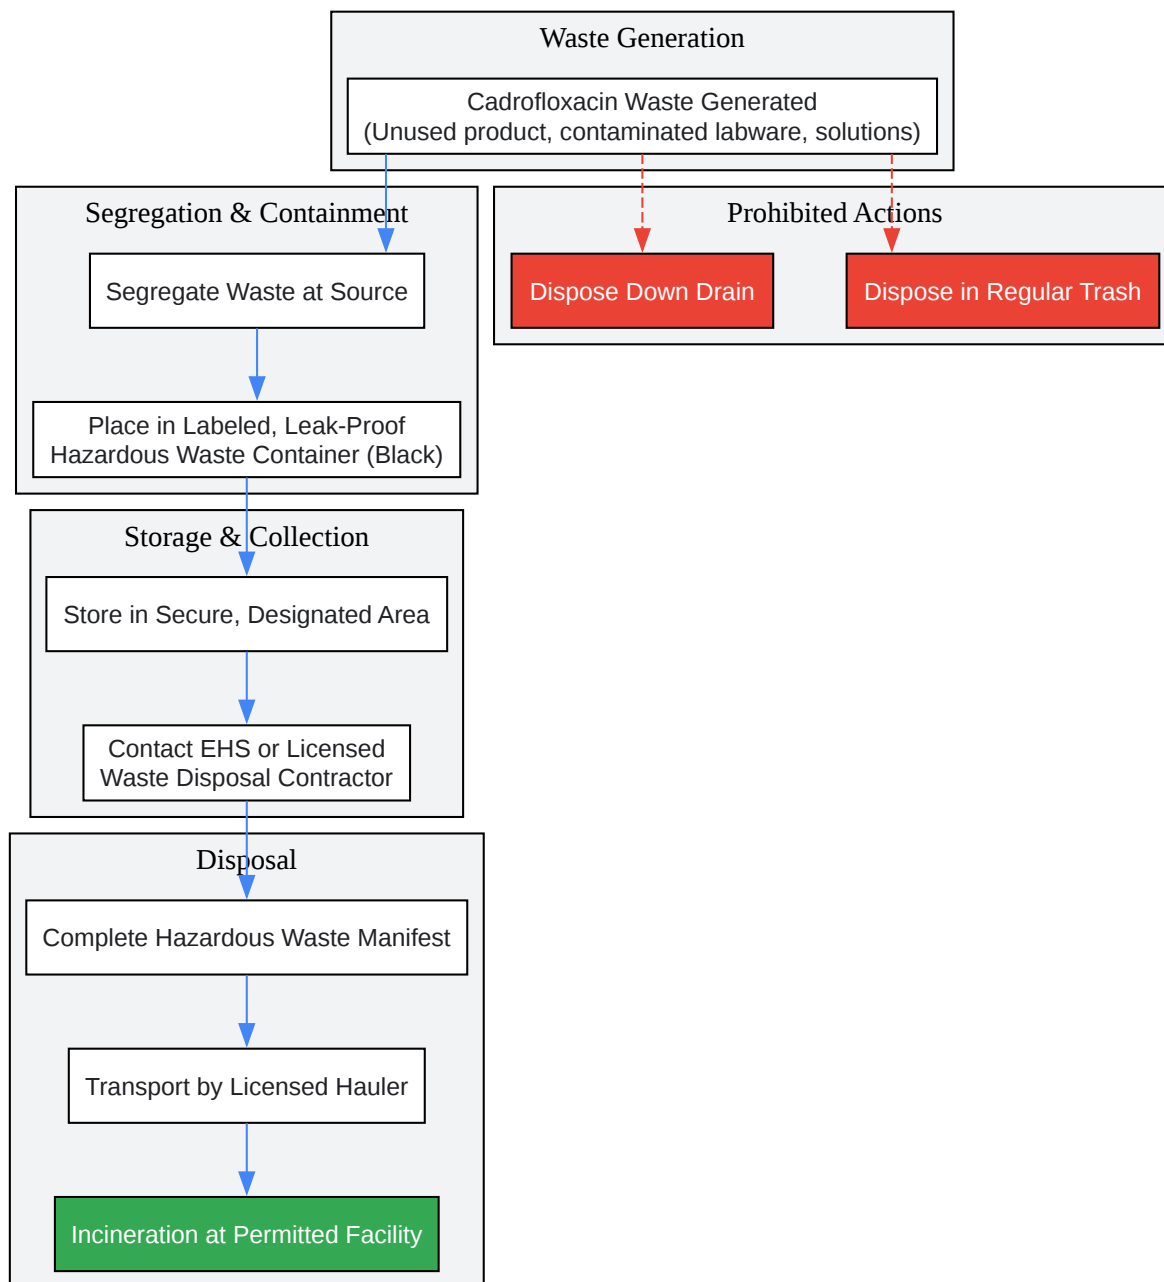 Waste Generation
Cadrofloxacin Waste Generated
(Unused product, contaminated labware, solutions)
Segregation & Containment
Segregate Waste at Source
Place in Labeled, Leak-Proof
Hazardous Waste Container (Black)
Prohibited Actions
Dispose Down Drain
Dispose in Regular Trash
Storage & Collection
Store in Secure, Designated Area
Contact EHS or Licensed
Waste Disposal Contractor
Disposal
Complete Hazardous Waste Manifest
Transport by Licensed Hauler
Incineration at Permitted Facility